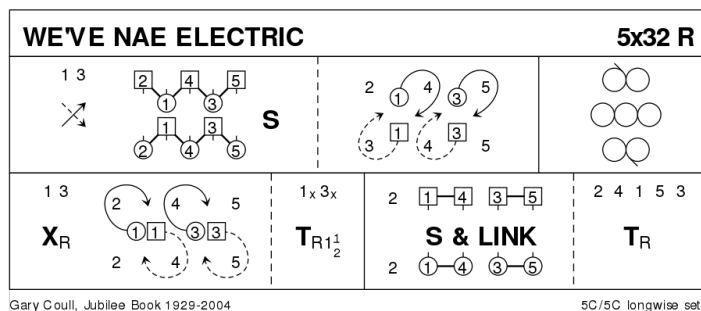 WE'VE NAE ELECTRIC 5x32 R
1 3
2 4 5
1 3
1 3
2 4 5
S
2 4 5
1 3
1 3
3 4 5
1 3
X R
2 4 5
1 1 3 3
2 4 5
1x 3x
T R1½
2 1 4 3 5
S & LINK
2 1 4 3 5
2 4 1 5 3
T R
Gary Coull, Jubilee Book 1929-2004 5C/5C longwise set